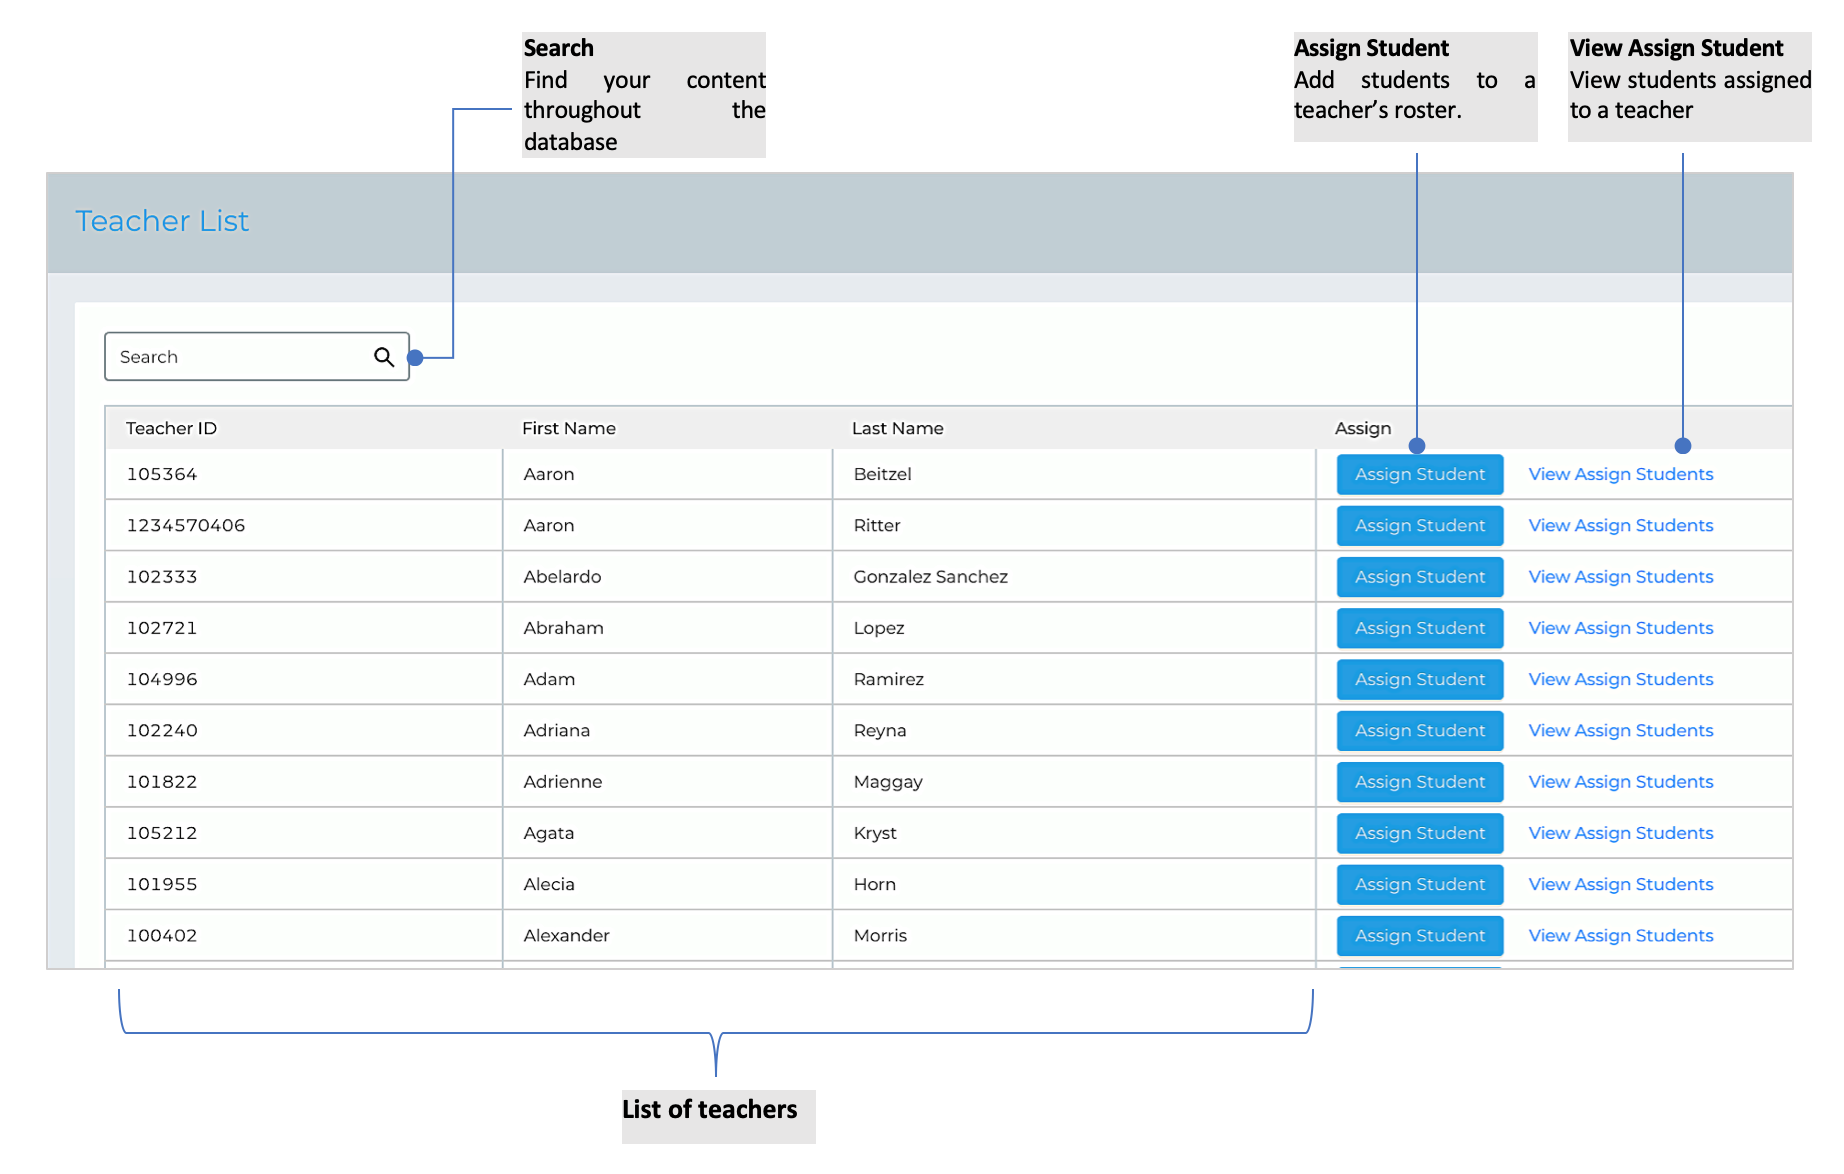 Search
Find your content
throughout the
database
Assign Student
Add students to a
teacher’s roster.
View Assign Student
View students assigned
to a teacher
Teacher List
Search
Teacher ID First Name Last Name Assign
105364 Aaron Beitzel Assign Student View Assign Students
1234570406 Aaron Ritter Assign Student View Assign Students
102333 Abelardo Gonzalez Sanchez Assign Student View Assign Students
102721 Abraham Lopez Assign Student View Assign Students
104996 Adam Ramirez Assign Student View Assign Students
102240 Adriana Reyna Assign Student View Assign Students
101822 Adrienne Maggay Assign Student View Assign Students
105212 Agata Kryst Assign Student View Assign Students
101955 Alecia Horn Assign Student View Assign Students
100402 Alexander Morris Assign Student View Assign Students
List of teachers